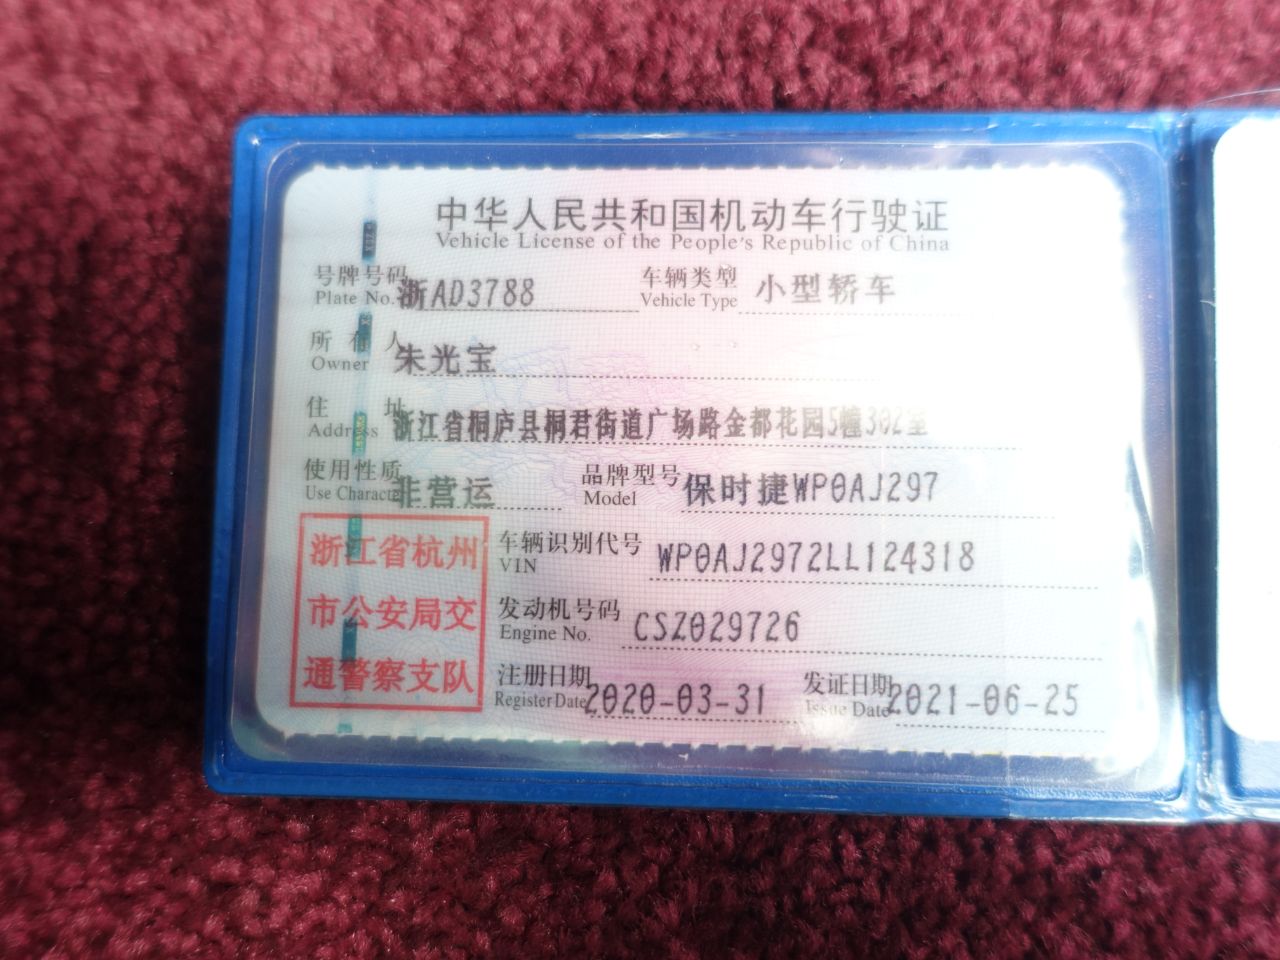 中华人民共和国机动车行驶证
Vehicle License of the People's Republic of China
号牌号码 浙AD3788 车辆类型 小型轿车
Plate No. Vehicle Type
所有人 朱光宝
Owner
住址 浙江省桐庐县桐君街道广场路金都花园5幢302室
Address
使用性质 非营运 品牌型号 保时捷WP0AJ297
Use Character Model
浙江省杭州
市公安局交
通警察支队
车辆识别代号 WP0AJ2972LL124318
VIN
发动机号码 CSZ029726
Engine No.
注册日期 2020-03-31 发证日期 2021-06-25
Register Date Issue Date